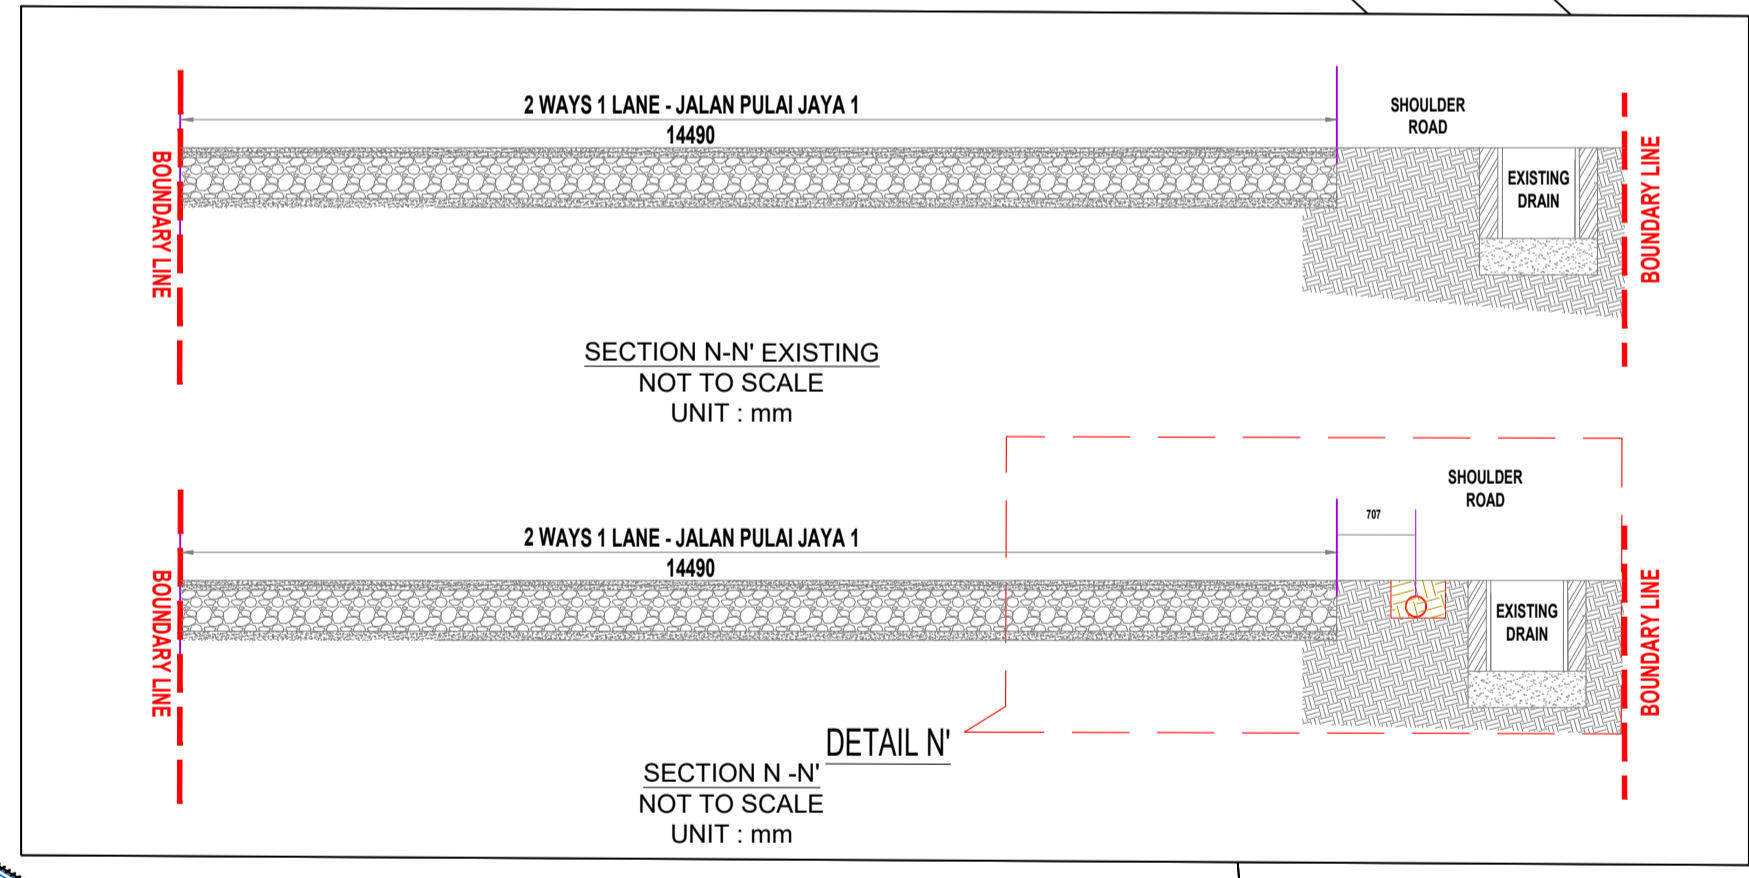 2 WAYS 1 LANE - JALAN PULAI JAYA 1
14490
SHOULDER
ROAD
BOUNDARY LINE
EXISTING
DRAIN
BOUNDARY LINE
SECTION N-N' EXISTING
NOT TO SCALE
UNIT : mm
SHOULDER
ROAD
707
2 WAYS 1 LANE - JALAN PULAI JAYA 1
14490
BOUNDARY LINE
EXISTING
DRAIN
BOUNDARY LINE
DETAIL N'
SECTION N -N'
NOT TO SCALE
UNIT : mm